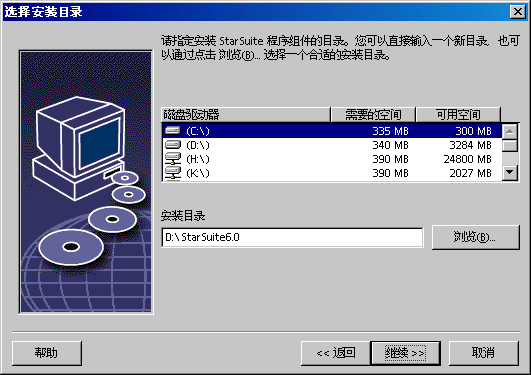 选择安装目录
请指定安装 StarSuite 程序组件的目录。您可以直接输入一个新目录, 也可
以通过点击 浏览(B)... 选择一个合适的安装目录。
磁盘驱动器 需要的空间 可用空间
(C:\) 335 MB 300 MB
(D:\) 340 MB 3284 MB
(H:\) 390 MB 24800 MB
(K:\) 390 MB 2027 MB
安装目录
D:\StarSuite6.0 浏览(B)...
帮助 << 返回 继续 >> 取消